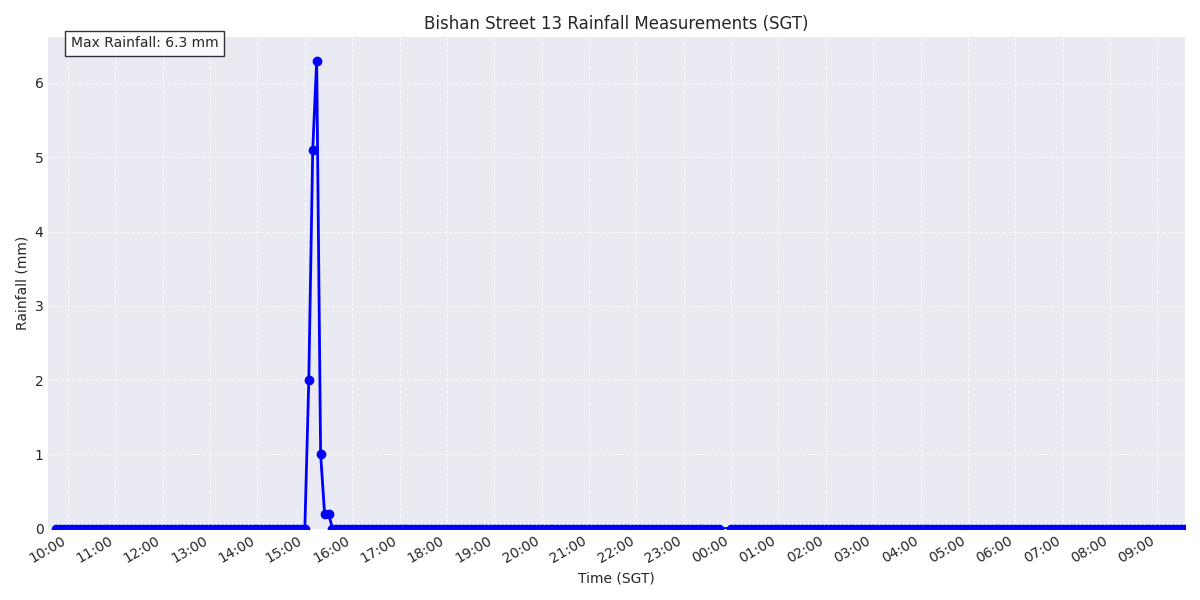 Bishan Street 13 Rainfall Measurements (SGT)
Max Rainfall: 6.3 mm
Rainfall (mm)
6
5
4
3
2
1
0
10:00 11:00 12:00 13:00 14:00 15:00 16:00 17:00 18:00 19:00 20:00 21:00 22:00 23:00 00:00 01:00 02:00 03:00 04:00 05:00 06:00 07:00 08:00 09:00
Time (SGT)